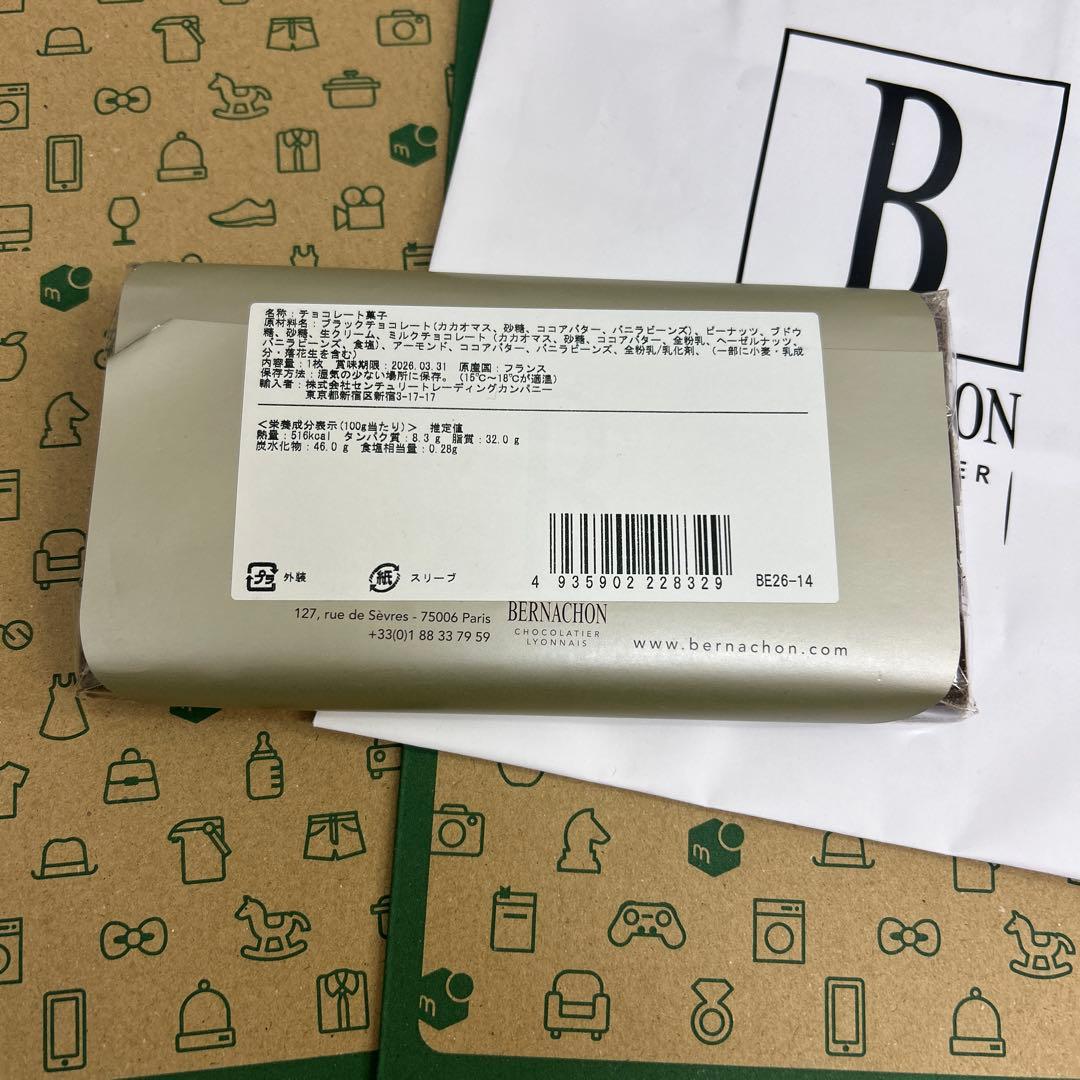 B
名称：チョコレート菓子
原材料名：ブラックチョコレート(カカオマス、砂糖、ココアバター、バニラビーンズ)、ピーナッツ、ブドウ
糖、砂糖、生クリーム、ミルクチョコレート(カカオマス、砂糖、ココアバター、全粉乳、ヘーゼルナッツ、
バニラビーンズ、食塩)、アーモンド、ココアバター、バニラビーンズ、全粉乳/乳化剤、(一部に小麦・乳成
分・落花生を含む)
内容量：1枚 賞味期限：2026.03.31 原産国：フランス
保存方法：湿気の少ない場所に保存。(15℃～18℃が適温)
輸入者：株式会社センチュリートレーディングカンパニー
東京都新宿区新宿3-17-17
＜栄養成分表示(100g当たり)＞ 推定値
熱量：516kcal タンパク質：8.3g 脂質：32.0g
炭水化物：46.0g 食塩相当量：0.28g
プラ 外装 紙 スリーブ
4 935902 228329
BE26-14
127, rue de Sèvres - 75006 Paris
+33(0)1 88 33 79 59
BERNACHON
CHOCOLATIER
LYONNAIS
www.bernachon.com
CHON
ER
m
m
m
m